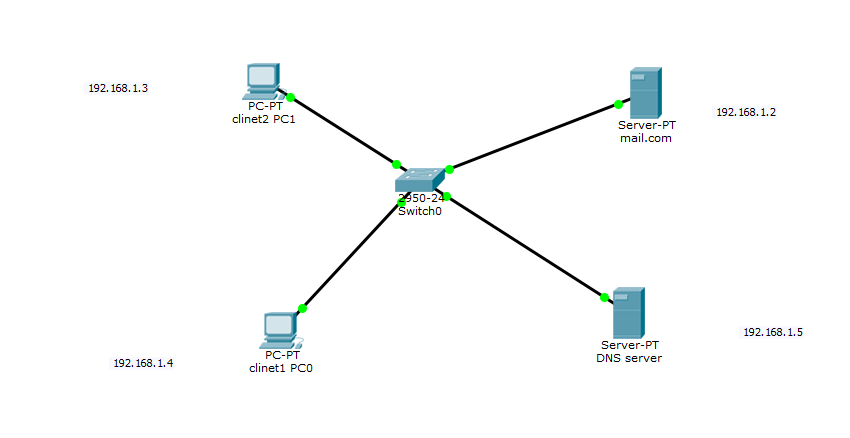 192.168.1.3
PC-PT
clinet2 PC1
Server-PT
mail.com
192.168.1.2
2950-24
Switch0
192.168.1.4
PC-PT
clinet1 PC0
Server-PT
DNS server
192.168.1.5